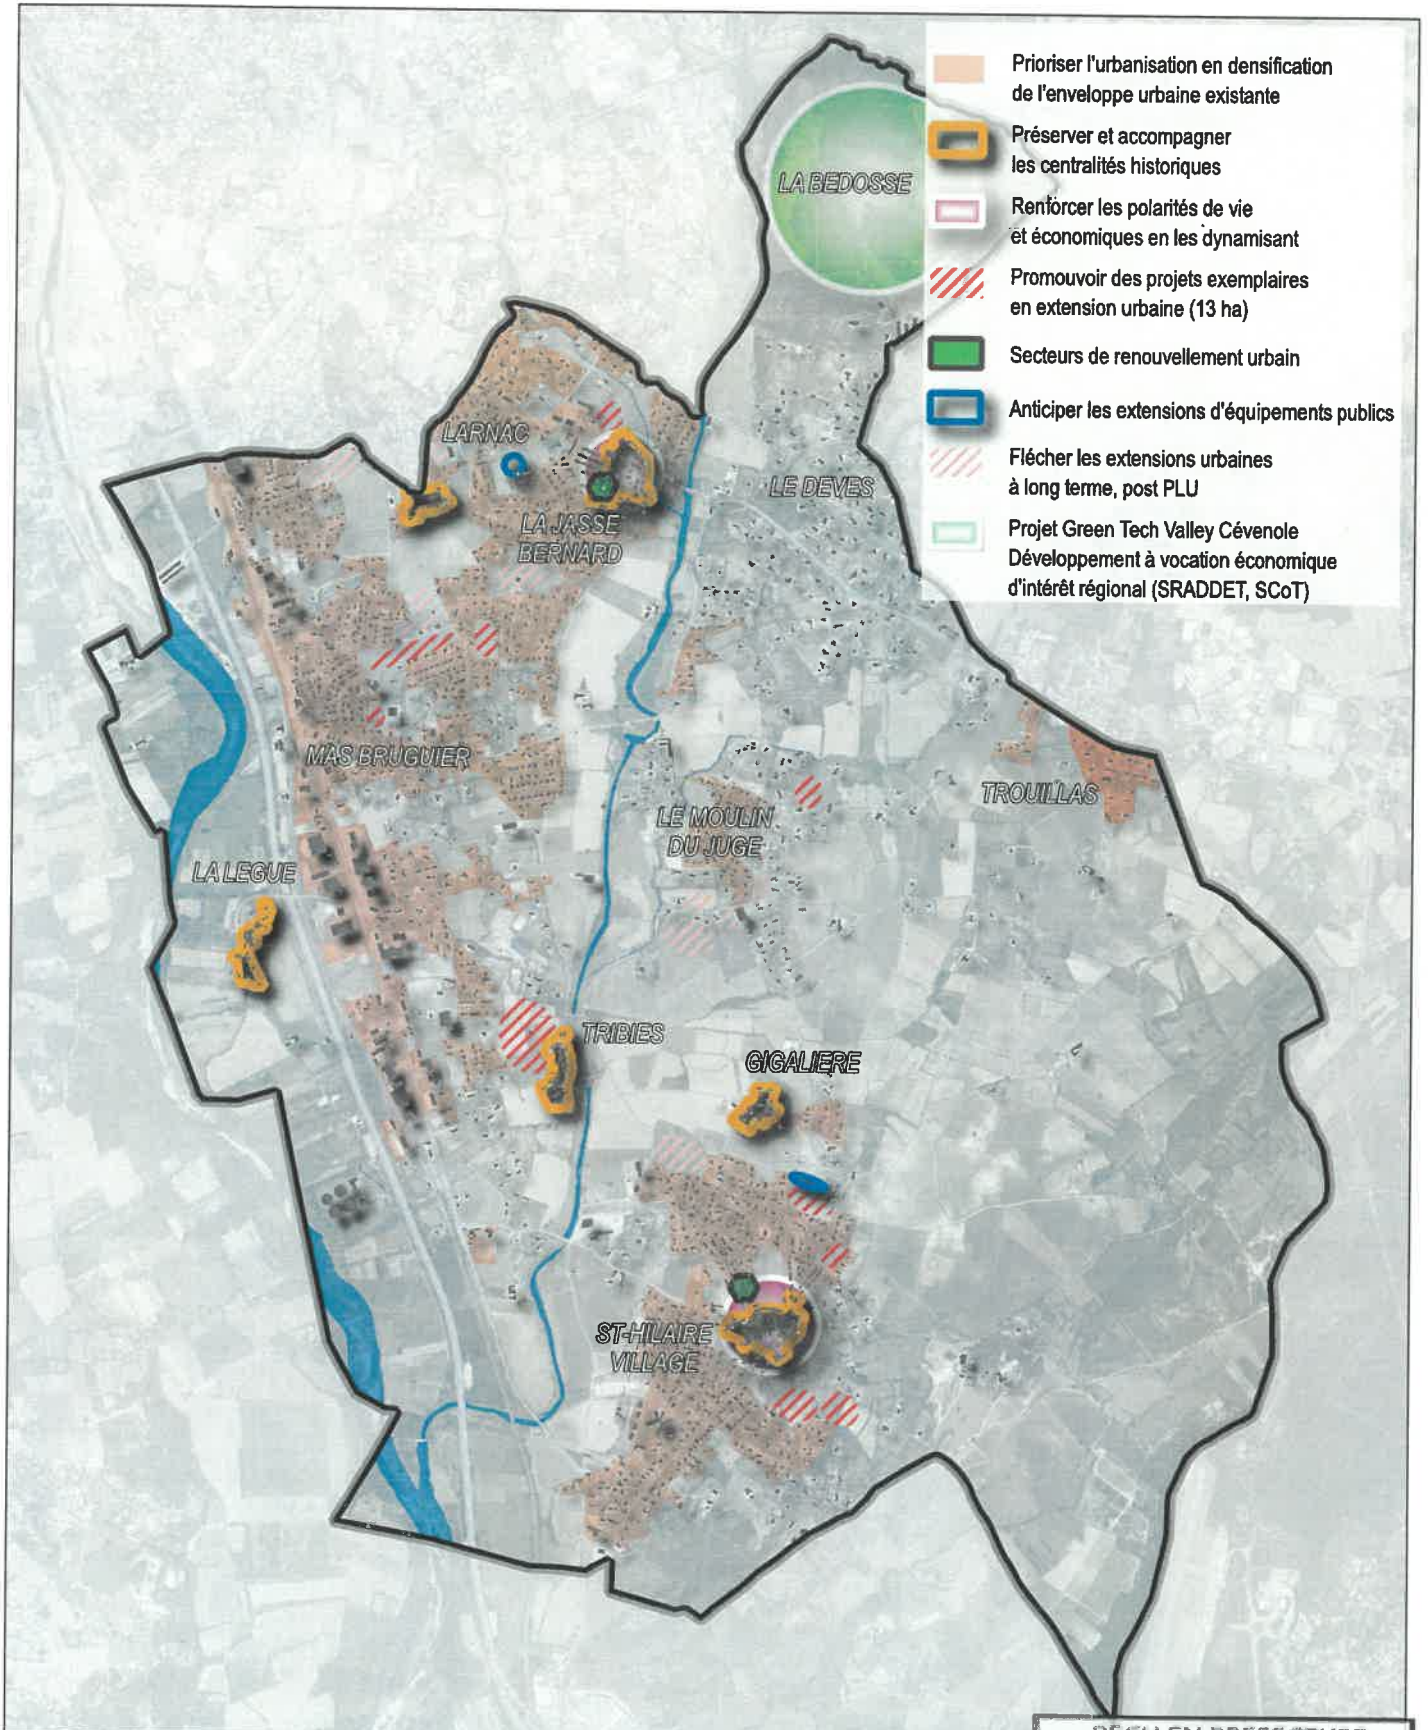 Prioriser l'urbanisation en densification
de l'enveloppe urbaine existante
Préserver et accompagner
les centralités historiques
Renforcer les polarités de vie
et économiques en les dynamisant
Promouvoir des projets exemplaires
en extension urbaine (13 ha)
Secteurs de renouvellement urbain
Anticiper les extensions d'équipements publics
Flécher les extensions urbaines
à long terme, post PLU
Projet Green Tech Valley Cévenole
Développement à vocation économique
d'intérêt régional (SRADDET, SCoT)
LA BEDOSSE
LARNAC
LE DEVES
LA JASSE
BERNARD
MAS BRUGUIER
TROUILLAS
LE MOULIN
DU JUGE
LA LEGUE
TRIBIES
GIGALIERE
ST-HILAIRE
VILLAGE